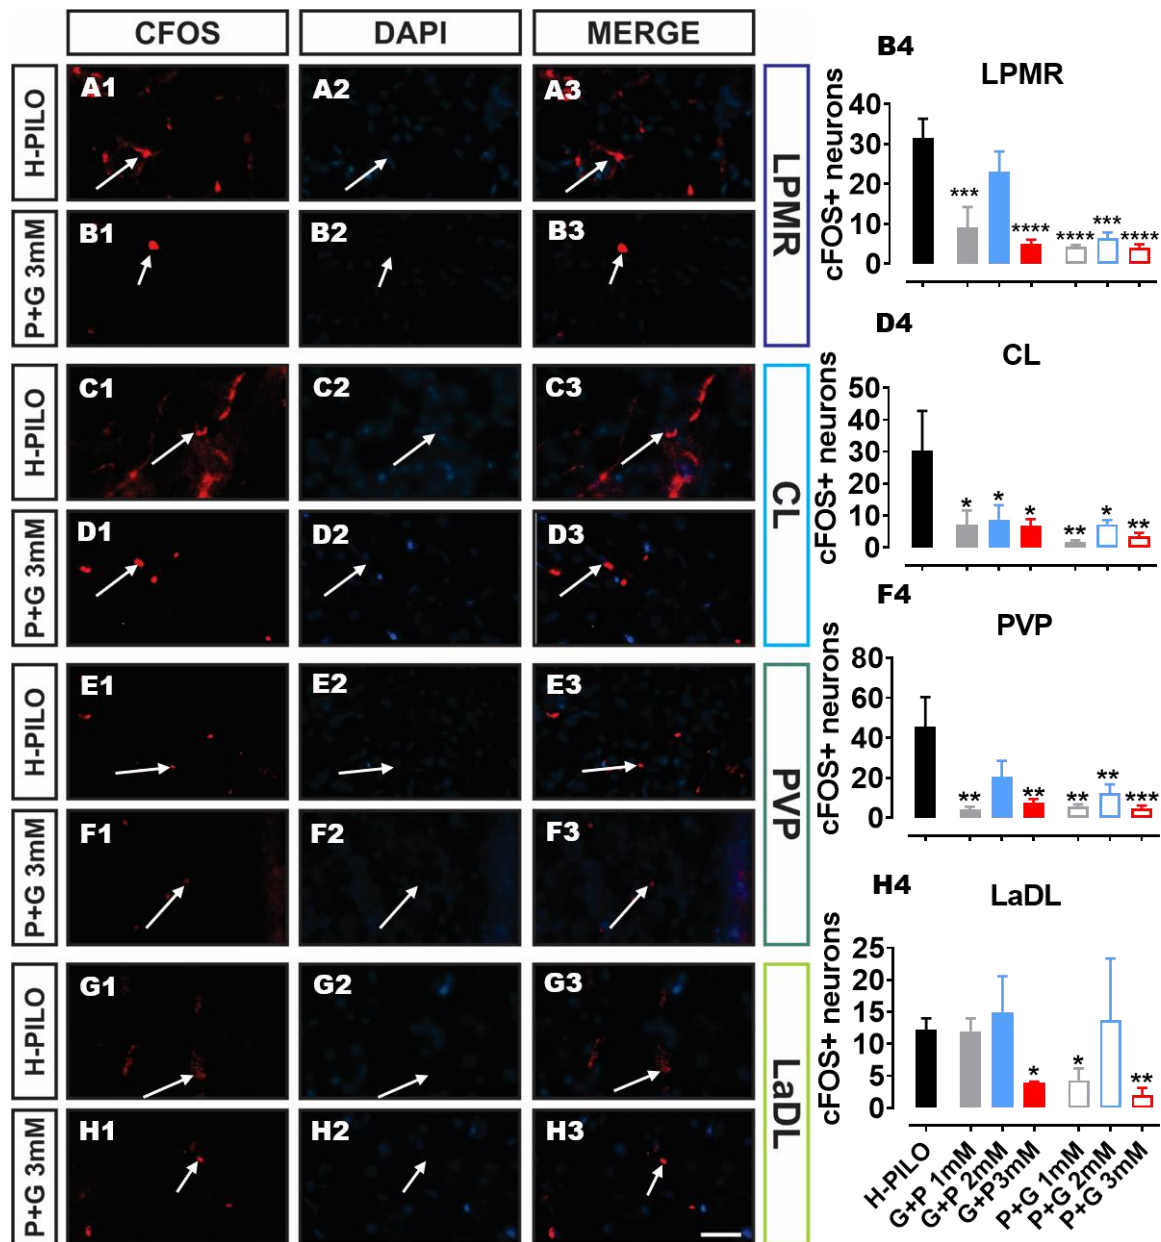 CFOS DAPI MERGE
H-PILO A1 A2 A3 LPMR
P+G 3mM B1 B2 B3
H-PILO C1 C2 C3 CL
P+G 3mM D1 D2 D3
H-PILO E1 E2 E3 PVP
P+G 3mM F1 F2 F3
H-PILO G1 G2 G3 LaDL
P+G 3mM H1 H2 H3
B4
LPMR
cFOS+ neurons
40
30
20
10
0
*** **** **** *** ****
D4
CL
cFOS+ neurons
50
40
30
20
10
0
* * * ** * **
F4
PVP
cFOS+ neurons
80
60
40
20
0
** ** ** ** ***
H4
LaDL
cFOS+ neurons
25
20
15
10
5
0
* * **
H-PILO
G+P 1mM
G+P 2mM
G+P3mM
P+G 1mM
P+G 2mM
P+G 3mM